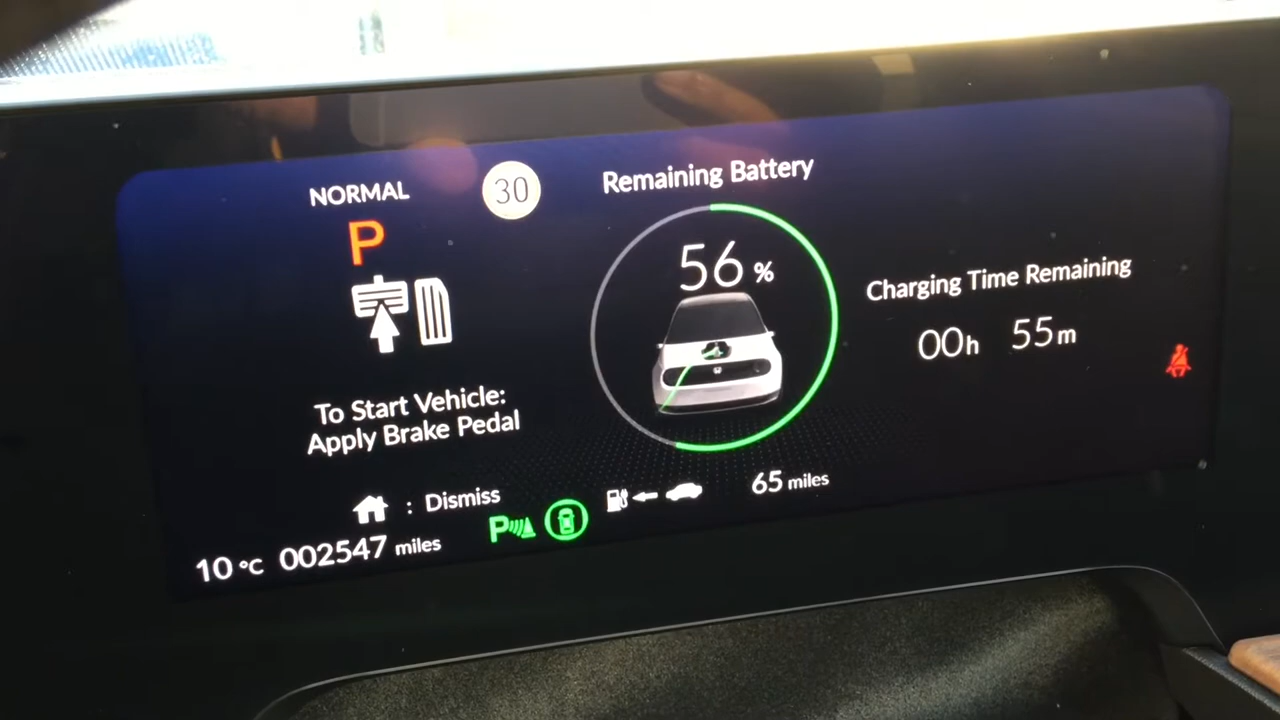 NORMAL
30
P
To Start Vehicle:
Apply Brake Pedal
: Dismiss
10 °C 002547 miles
P
Remaining Battery
56 %
65 miles
Charging Time Remaining
00h 55m